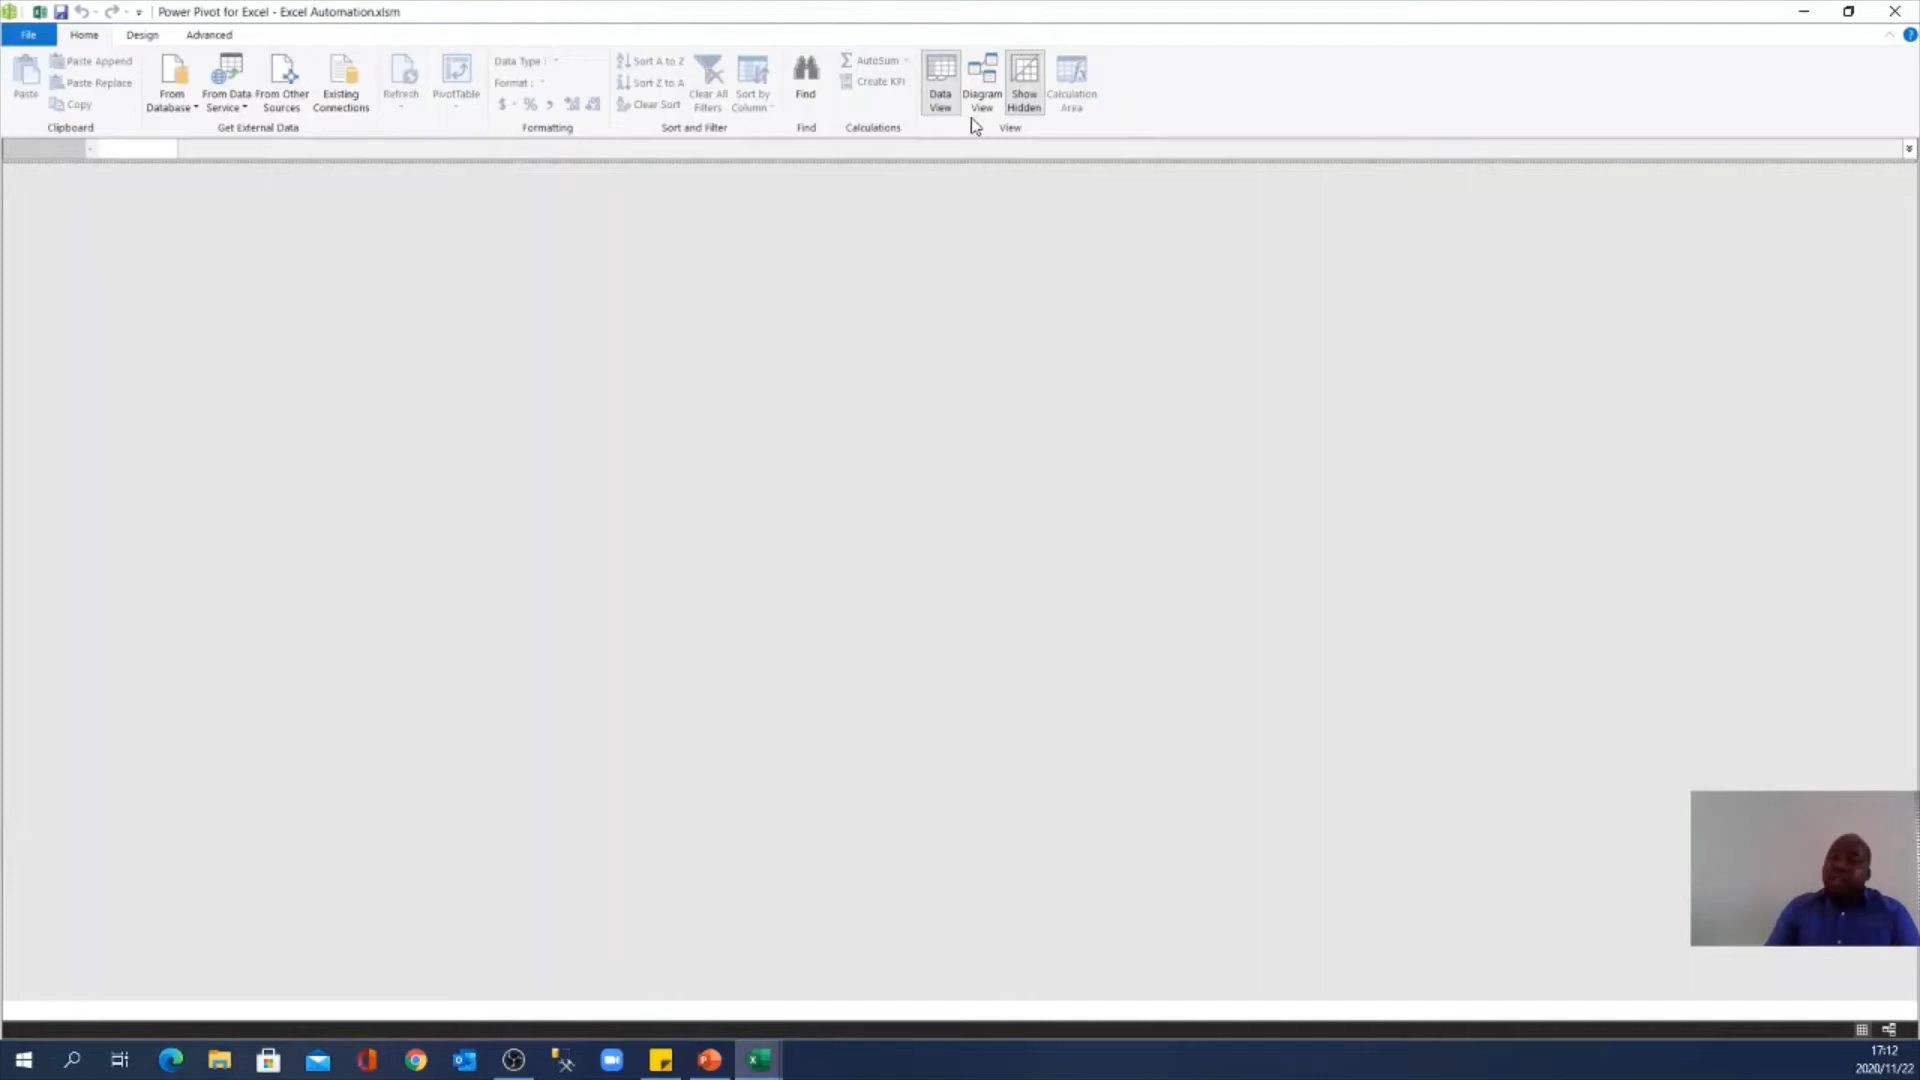 Power Pivot for Excel - Excel Automation.xlsm
File Home Design Advanced
Paste
Paste Append
Paste Replace
Copy
Clipboard
From Database
From Data Service
From Other Sources
Existing Connections
Get External Data
Refresh
PivotTable
Data Type :
Format :
$ % ,
Formatting
Sort A to Z
Sort Z to A
Clear Sort
Clear All Filters
Sort by Column
Sort and Filter
Find
Find
AutoSum
Create KPI
Calculations
Data View
Diagram View
Show Hidden
Calculation Area
View
17:12
2020/11/22